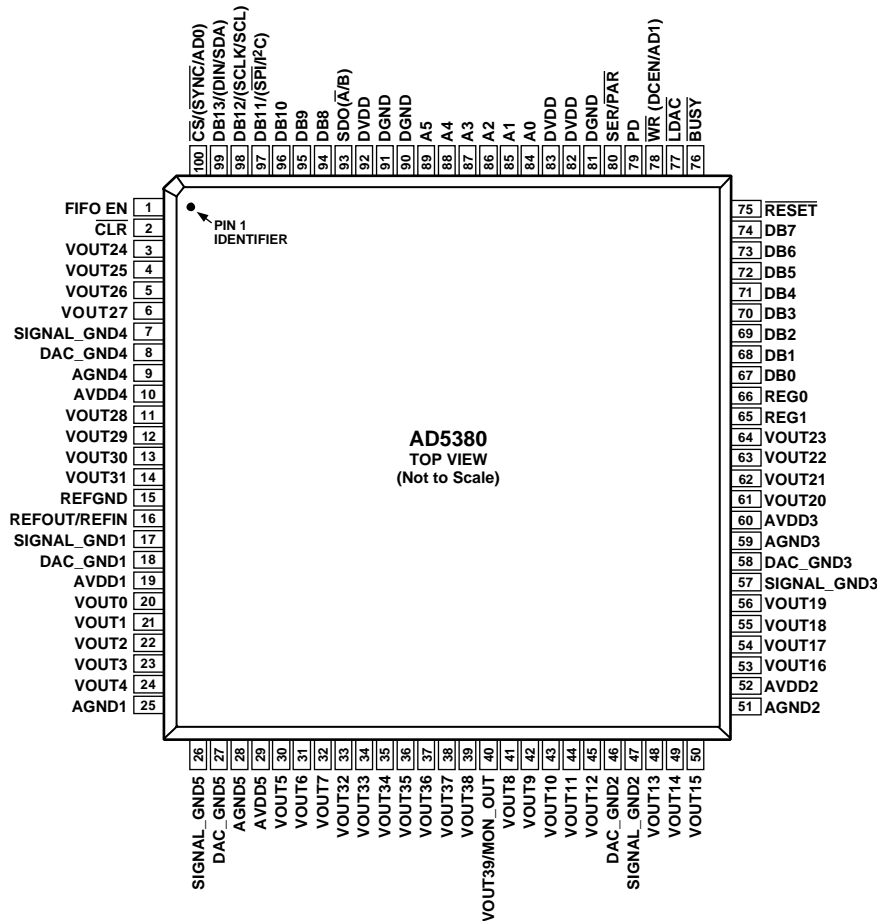 CS/(SYNC/AD0)
DB13/(DIN/SDA)
DB12/(SCLK/SCL)
DB11/(SPI/I²C)
DB10
DB9
DB8
SDO(A/B)
DVDD
DGND
DGND
A5
A4
A3
A2
A1
A0
DVDD
DVDD
DGND
SER/PAR
PD
WR (DCEN/AD1)
LDAC
BUSY
100 99 98 97 96 95 94 93 92 91 90 89 88 87 86 85 84 83 82 81 80 79 78 77 76
FIFO EN 1
CLR 2
VOUT24 3
VOUT25 4
VOUT26 5
VOUT27 6
SIGNAL_GND4 7
DAC_GND4 8
AGND4 9
AVDD4 10
VOUT28 11
VOUT29 12
VOUT30 13
VOUT31 14
REFGND 15
REFOUT/REFIN 16
SIGNAL_GND1 17
DAC_GND1 18
AVDD1 19
VOUT0 20
VOUT1 21
VOUT2 22
VOUT3 23
VOUT4 24
AGND1 25
PIN 1
IDENTIFIER
AD5380
TOP VIEW
(Not to Scale)
75 RESET
74 DB7
73 DB6
72 DB5
71 DB4
70 DB3
69 DB2
68 DB1
67 DB0
66 REG0
65 REG1
64 VOUT23
63 VOUT22
62 VOUT21
61 VOUT20
60 AVDD3
59 AGND3
58 DAC_GND3
57 SIGNAL_GND3
56 VOUT19
55 VOUT18
54 VOUT17
53 VOUT16
52 AVDD2
51 AGND2
26 27 28 29 30 31 32 33 34 35 36 37 38 39 40 41 42 43 44 45 46 47 48 49 50
SIGNAL_GND5
DAC_GND5
AGND5
AVDD5
VOUT5
VOUT6
VOUT7
VOUT32
VOUT33
VOUT34
VOUT35
VOUT36
VOUT37
VOUT38
VOUT39/MON_OUT
VOUT8
VOUT9
VOUT10
VOUT11
VOUT12
DAC_GND2
SIGNAL_GND2
VOUT13
VOUT14
VOUT15